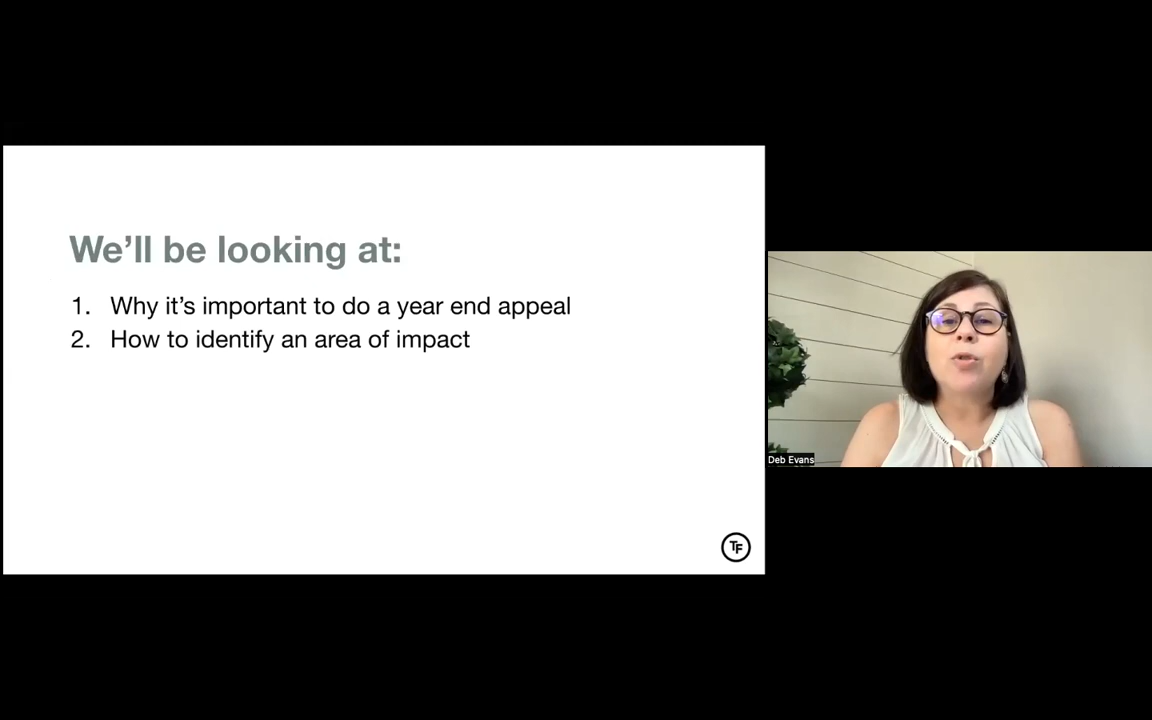 We'll be looking at:
1. Why it's important to do a year end appeal
2. How to identify an area of impact
TF
Deb Evans